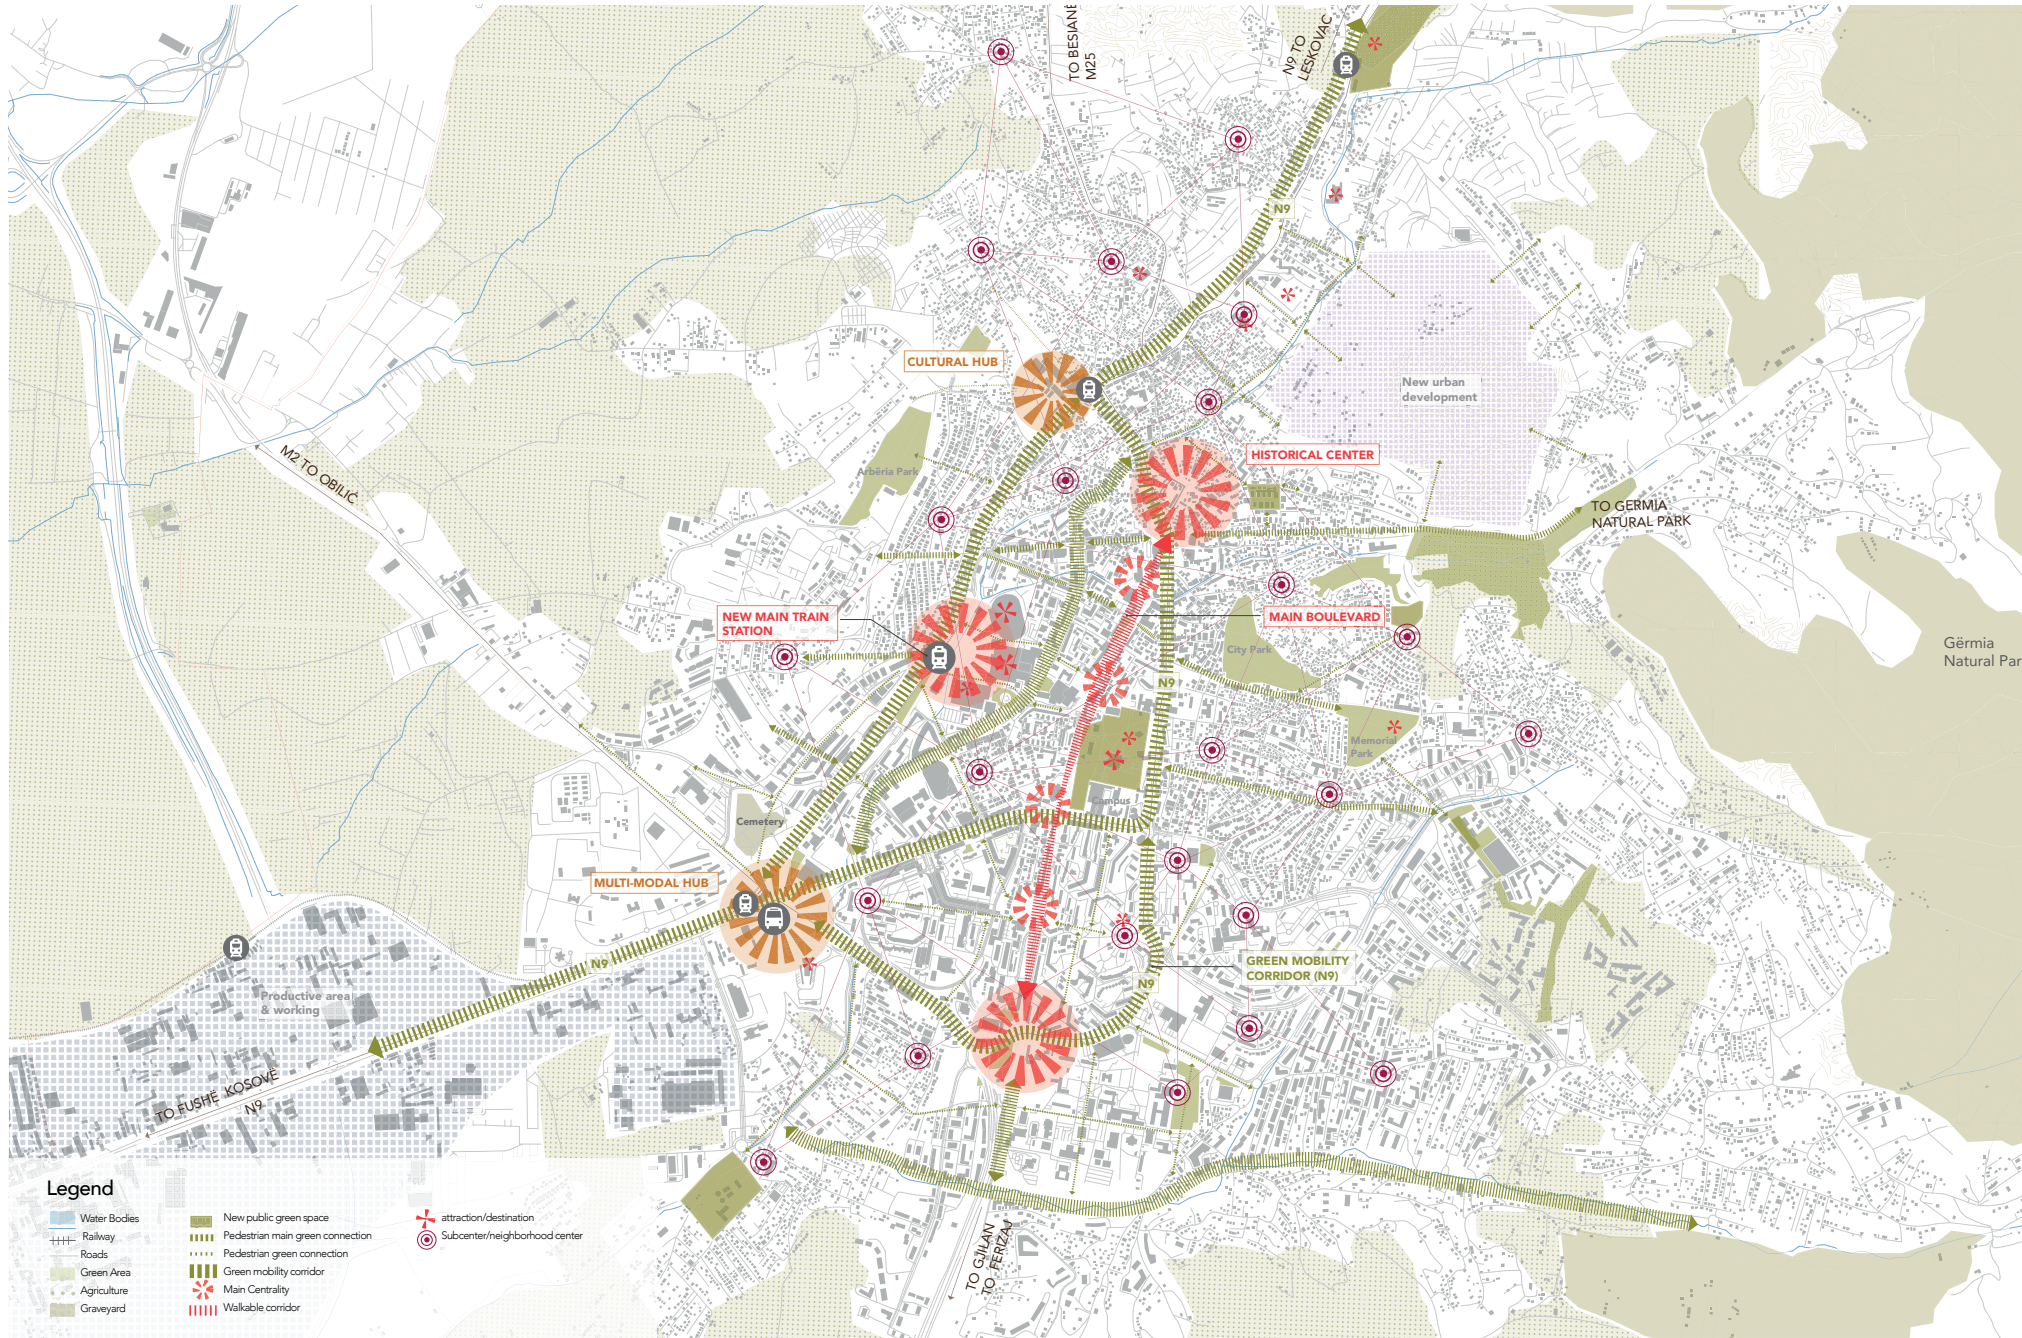 TO BESIANË
M25
N9 TO
LESKOVAC
N9
CULTURAL HUB
New urban
development
HISTORICAL CENTER
M2 TO OBILIĆ
Arbëria Park
TO GERMIA
NATURAL PARK
NEW MAIN TRAIN
STATION
MAIN BOULEVARD
City Park
Gërmia
Natural Par
N9
Memorial
Park
Campus
Cemetery
MULTI-MODAL HUB
N9
GREEN MOBILITY
CORRIDOR (N9)
N9
Productive area
& working
TO FUSHË KOSOVË
N9
Legend
Water Bodies
Railway
Roads
Green Area
Agriculture
Graveyard
New public green space
Pedestrian main green connection
Pedestrian green connection
Green mobility corridor
Main Centrality
Walkable corridor
attraction/destination
Subcenter/neighborhood center
TO GJILAN
TO FERIZAJ